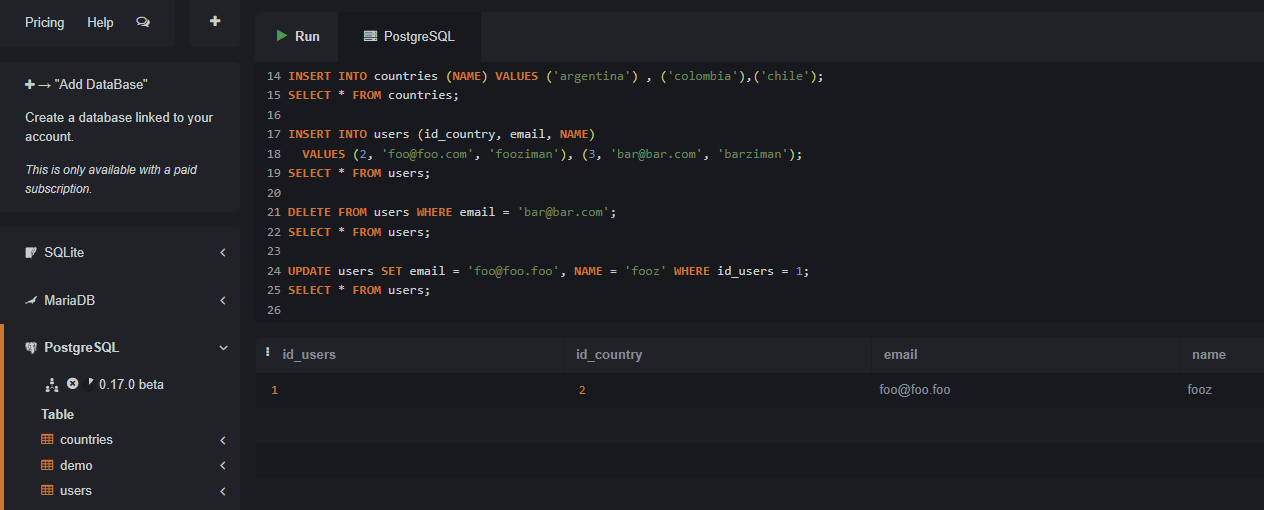 Pricing Help
Run PostgreSQL
"Add DataBase"
Create a database linked to your
account.
This is only available with a paid
subscription.
SQLite
MariaDB
PostgreSQL
0.17.0 beta
Table
countries
demo
users
14 INSERT INTO countries (NAME) VALUES ('argentina') , ('colombia'),('chile');
15 SELECT * FROM countries;
16
17 INSERT INTO users (id_country, email, NAME)
18 VALUES (2, 'foo@foo.com', 'fooziman'), (3, 'bar@bar.com', 'barziman');
19 SELECT * FROM users;
20
21 DELETE FROM users WHERE email = 'bar@bar.com';
22 SELECT * FROM users;
23
24 UPDATE users SET email = 'foo@foo.foo', NAME = 'fooz' WHERE id_users = 1;
25 SELECT * FROM users;
26
id_users id_country email name
1 2 foo@foo.foo fooz